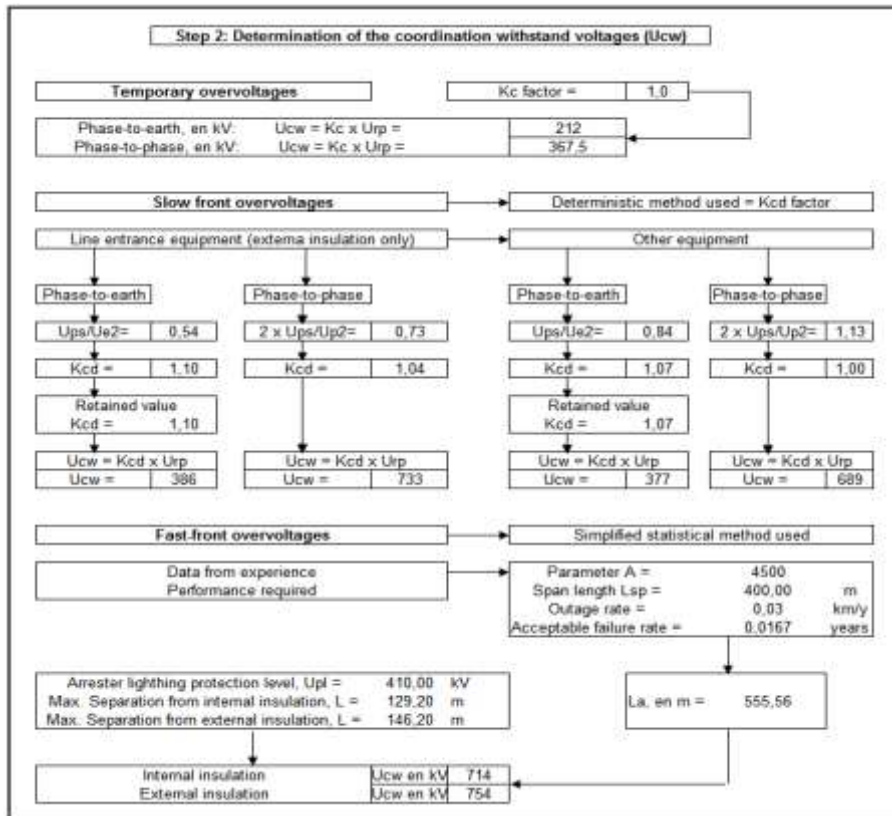 Step 2: Determination of the coordination withstand voltages (Ucw)
Temporary overvoltages Kc factor = 1,0
Phase-to-earth, en kV: Ucw = Kc x Urp = 212
Phase-to-phase, en kV: Ucw = Kc x Urp = 367,5
Slow front overvoltages Deterministic method used = Kcd factor
Line entrance equipment (externa insulation only) Other equipment
Phase-to-earth Phase-to-phase Phase-to-earth Phase-to-phase
Ups/Ue2= 0,54 2 x Ups/Up2= 0,73 Ups/Ue2= 0,84 2 x Ups/Up2= 1,13
Kcd = 1,10 Kcd = 1,04 Kcd = 1,07 Kcd = 1,00
Retained value Retained value
Kcd = 1,10 Kcd = 1,07
Ucw = Kcd x Urp Ucw = Kcd x Urp Ucw = Kcd x Urp Ucw = Kcd x Urp
Ucw = 386 Ucw = 733 Ucw = 377 Ucw = 689
Fast-front overvoltages Simplified statistical method used
Data from experience Parameter A = 4500
Performance required Span length Lsp = 400,00 m
Outage rate = 0,03 km/y
Acceptable failure rate = 0,0167 years
Arrester lighthing protection level, Upl = 410,00 kV
Max. Separation from internal insulation, L = 129,20 m La, en m = 555,56
Max. Separation from external insulation, L = 146,20 m
Internal insulation Ucw en kV 714
External insulation Ucw en kV 754